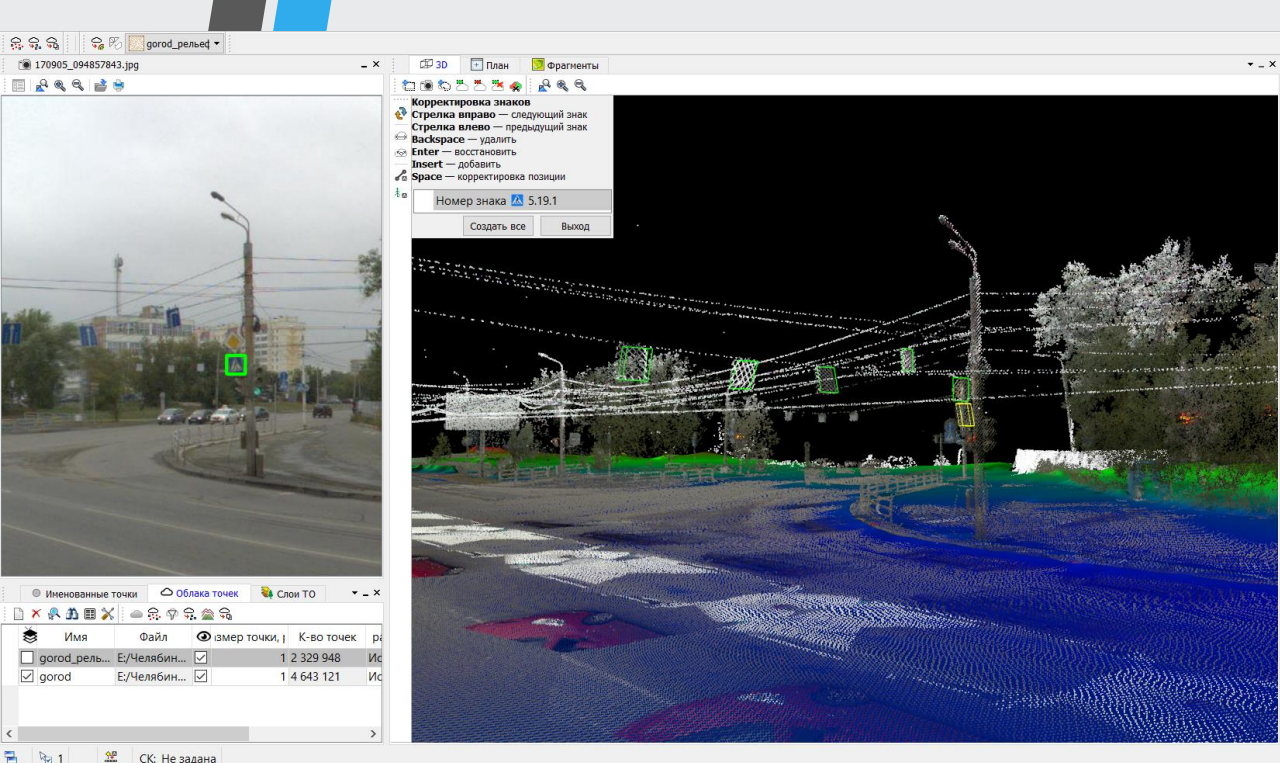 gorod_рельеф
170905_094857843.jpg
3D
План
Фрагменты
Корректировка знаков
Стрелка вправо — следующий знак
Стрелка влево — предыдущий знак
Backspace — удалить
Enter — восстановить
Insert — добавить
Space — корректировка позиции
Номер знака 5.19.1
Создать все Выход
Именованные точки Облака точек Слои ТО
Имя Файл змер точки, К-во точек ра
gorod_рель... E:/Челябин... 1 2 329 948 Ис
gorod E:/Челябин... 1 4 643 121 Ис
1 СК: Не задана